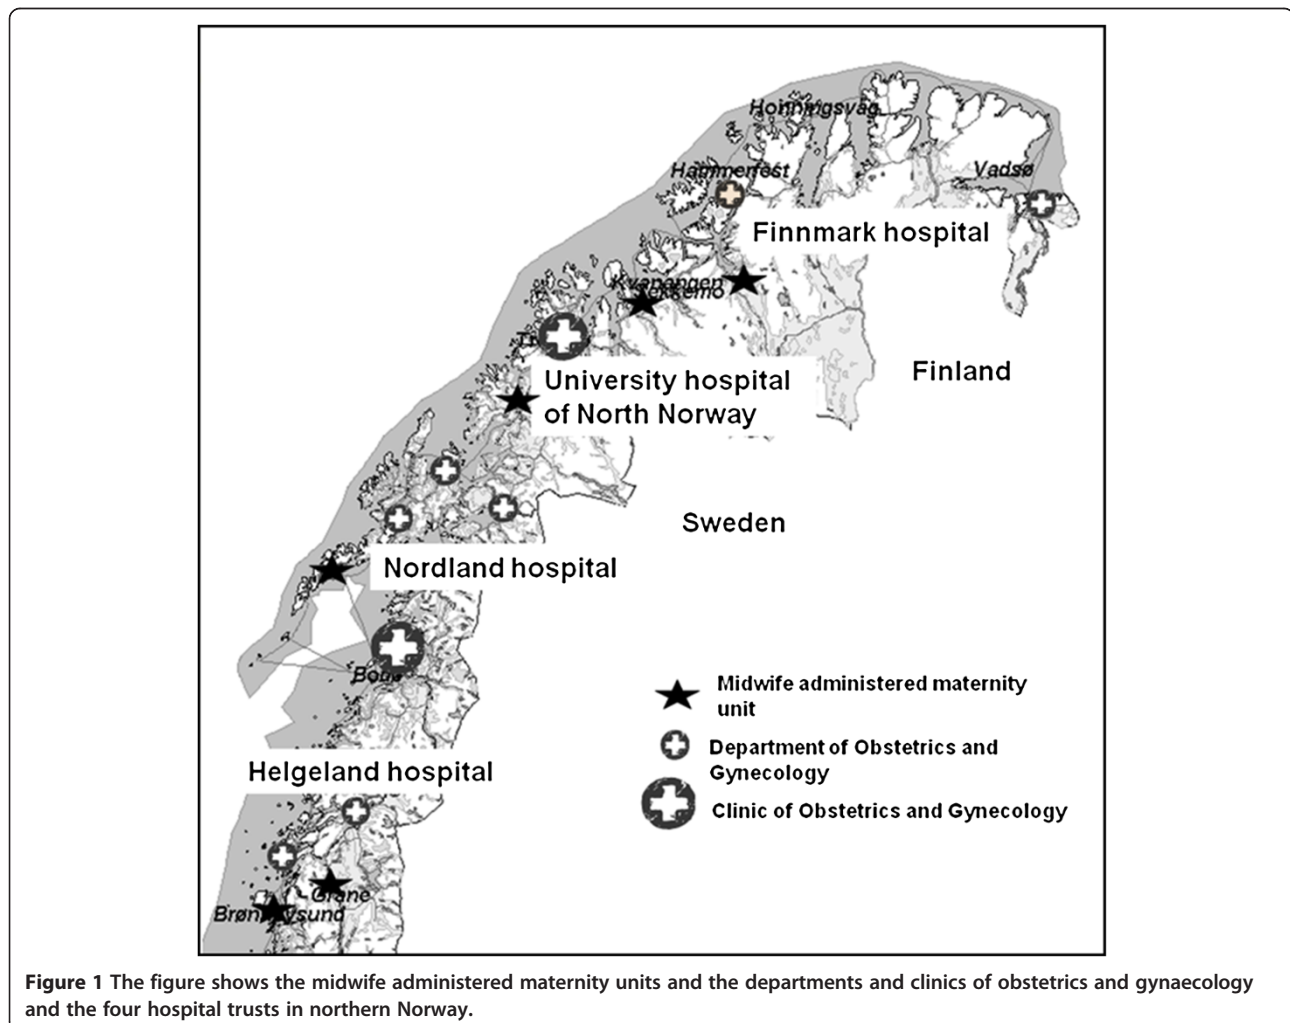 Honningsvåg
Hammerfest
Vadsø
Finnmark hospital
University hospital
of North Norway
Finland
Sweden
Nordland hospital
Midwife administered maternity
unit
Department of Obstetrics and
Gynecology
Clinic of Obstetrics and Gynecology
Helgeland hospital
Grane
Figure 1 The figure shows the midwife administered maternity units and the departments and clinics of obstetrics and gynaecology
and the four hospital trusts in northern Norway.